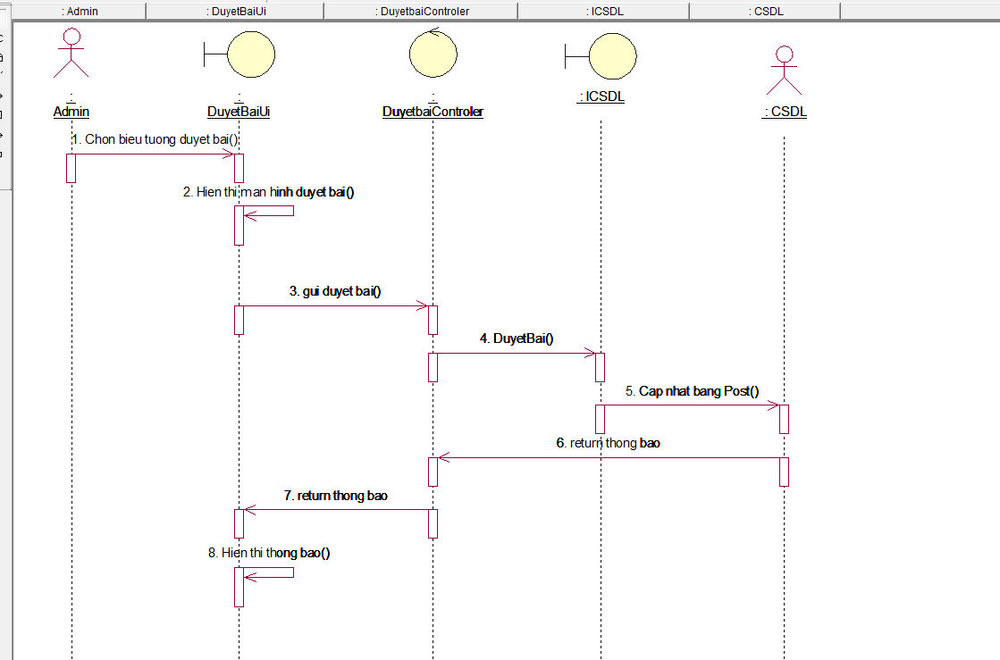 : Admin
: DuyetBaiUi
: DuyetbaiControler
: ICSDL
: CSDL
:
Admin
:
DuyetBaiUi
:
DuyetbaiControler
: ICSDL
: CSDL
1. Chon bieu tuong duyet bai()
2. Hien thi man hinh duyet bai()
3. gui duyet bai()
4. DuyetBai()
5. Cap nhat bang Post()
6. return thong bao
7. return thong bao
8. Hien thi thong bao()